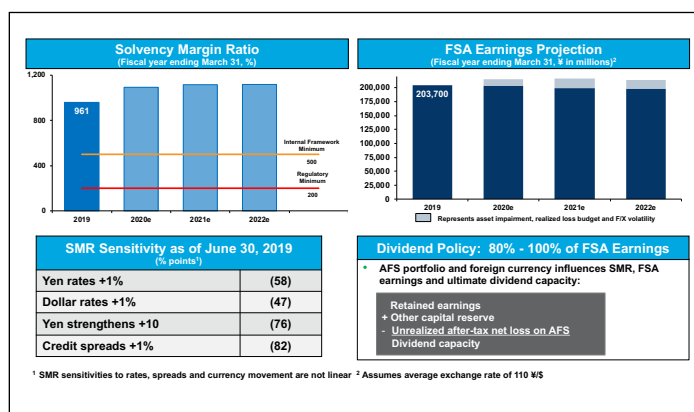 Solvency Margin Ratio
(Fiscal year ending March 31, %)
1,200
800
400
0
961
Internal Framework
Minimum
500
Regulatory
Minimum
200
2019 2020e 2021e 2022e
FSA Earnings Projection
(Fiscal year ending March 31, ¥ in millions)²
200,000
175,000
150,000
125,000
100,000
75,000
50,000
25,000
0
203,700
2019 2020e 2021e 2022e
Represents asset impairment, realized loss budget and F/X volatility
SMR Sensitivity as of June 30, 2019
(% points¹)
Yen rates +1% (58)
Dollar rates +1% (47)
Yen strengthens +10 (76)
Credit spreads +1% (82)
Dividend Policy: 80% - 100% of FSA Earnings
• AFS portfolio and foreign currency influences SMR, FSA
earnings and ultimate dividend capacity:
Retained earnings
+ Other capital reserve
- Unrealized after-tax net loss on AFS
Dividend capacity
¹ SMR sensitivities to rates, spreads and currency movement are not linear ² Assumes average exchange rate of 110 ¥/$